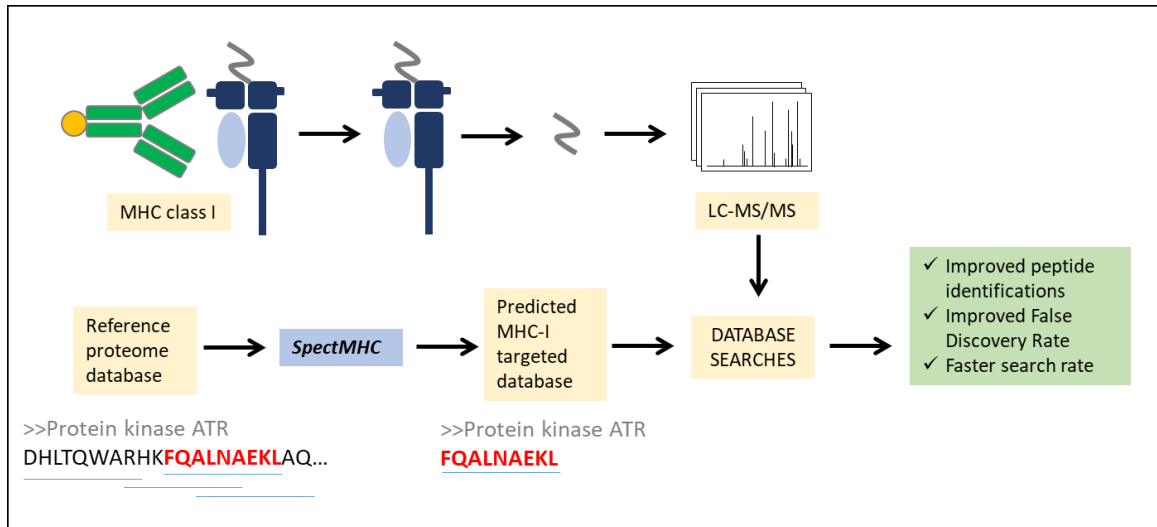 MHC class I
LC-MS/MS
Reference
proteome
database
SpectMHC
Predicted
MHC-I
targeted
database
DATABASE
SEARCHES
✓ Improved peptide
identifications
✓ Improved False
Discovery Rate
✓ Faster search rate
>>Protein kinase ATR
DHLTQWARHKFQALNAEKLAQ...
>>Protein kinase ATR
FQALNAEKL